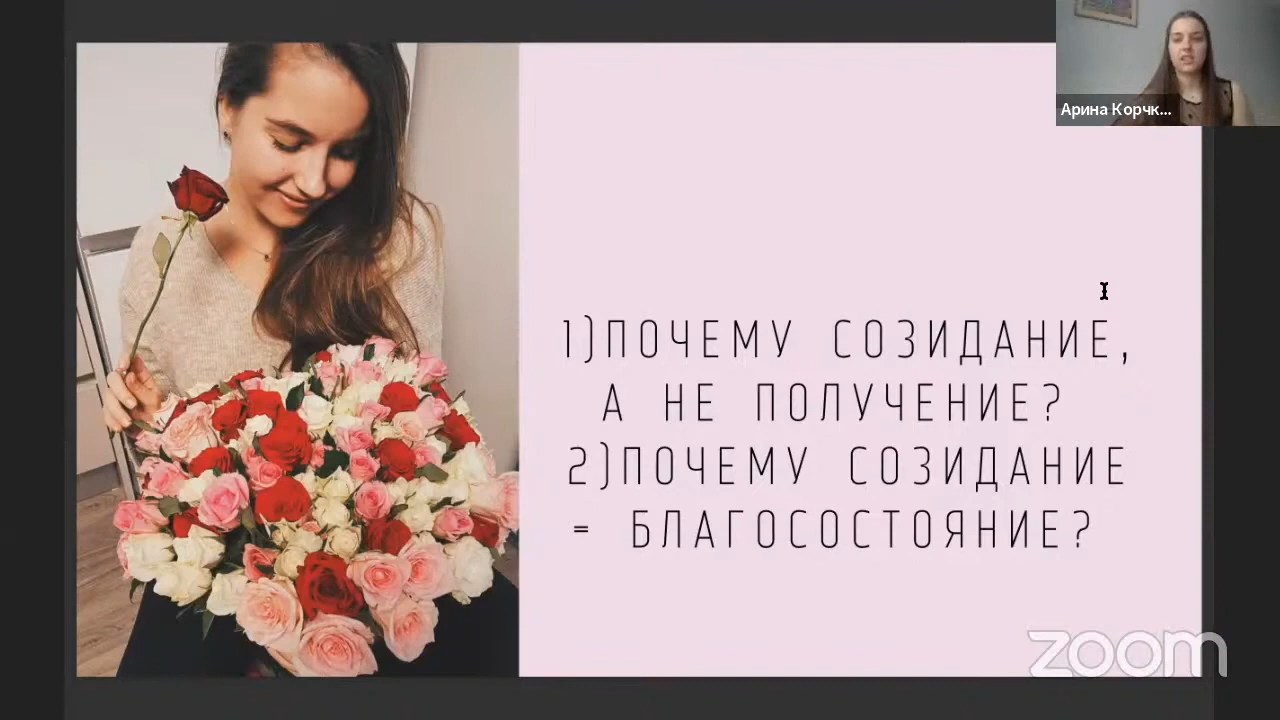 Арина Корчк...
1)ПОЧЕМУ СОЗИДАНИЕ,
А НЕ ПОЛУЧЕНИЕ?
2)ПОЧЕМУ СОЗИДАНИЕ
= БЛАГОСОСТОЯНИЕ?
zoom